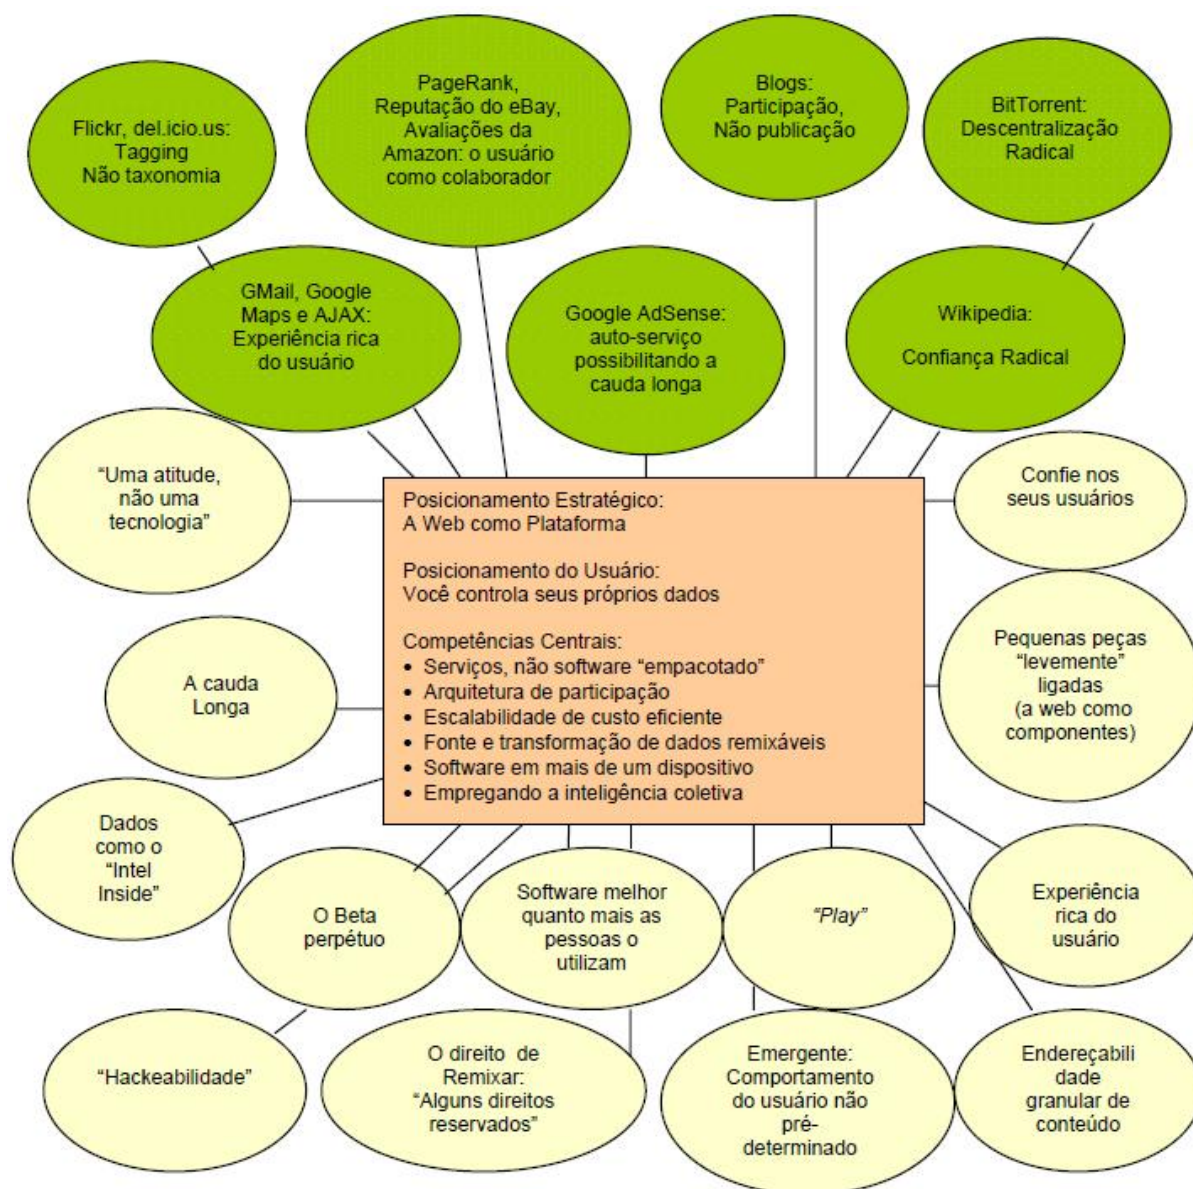 Flickr, del.icio.us:
Tagging
Não taxonomia
PageRank,
Reputação do eBay,
Avaliações da
Amazon: o usuário
como colaborador
Blogs:
Participação,
Não publicação
BitTorrent:
Descentralização
Radical
GMail, Google
Maps e AJAX:
Experiência rica
do usuário
Google AdSense:
auto-serviço
possibilitando a
cauda longa
Wikipedia:
Confiança Radical
“Uma atitude,
não uma
tecnologia”
Posicionamento Estratégico:
A Web como Plataforma
Posicionamento do Usuário:
Você controla seus próprios dados
Competências Centrais:
• Serviços, não software “empacotado”
• Arquitetura de participação
• Escalabilidade de custo eficiente
• Fonte e transformação de dados remixáveis
• Software em mais de um dispositivo
• Empregando a inteligência coletiva
Confie nos
seus usuários
A cauda
Longa
Pequenas peças
“levemente”
ligadas
(a web como
componentes)
Dados
como o
“Intel
Inside”
O Beta
perpétuo
Software melhor
quanto mais as
pessoas o
utilizam
“Play”
Experiência
rica do
usuário
“Hackeabilidade”
O direito de
Remixar:
“Alguns direitos
reservados”
Emergente:
Comportamento
do usuário não
pré-
determinado
Endereçabili
dade
granular de
conteúdo